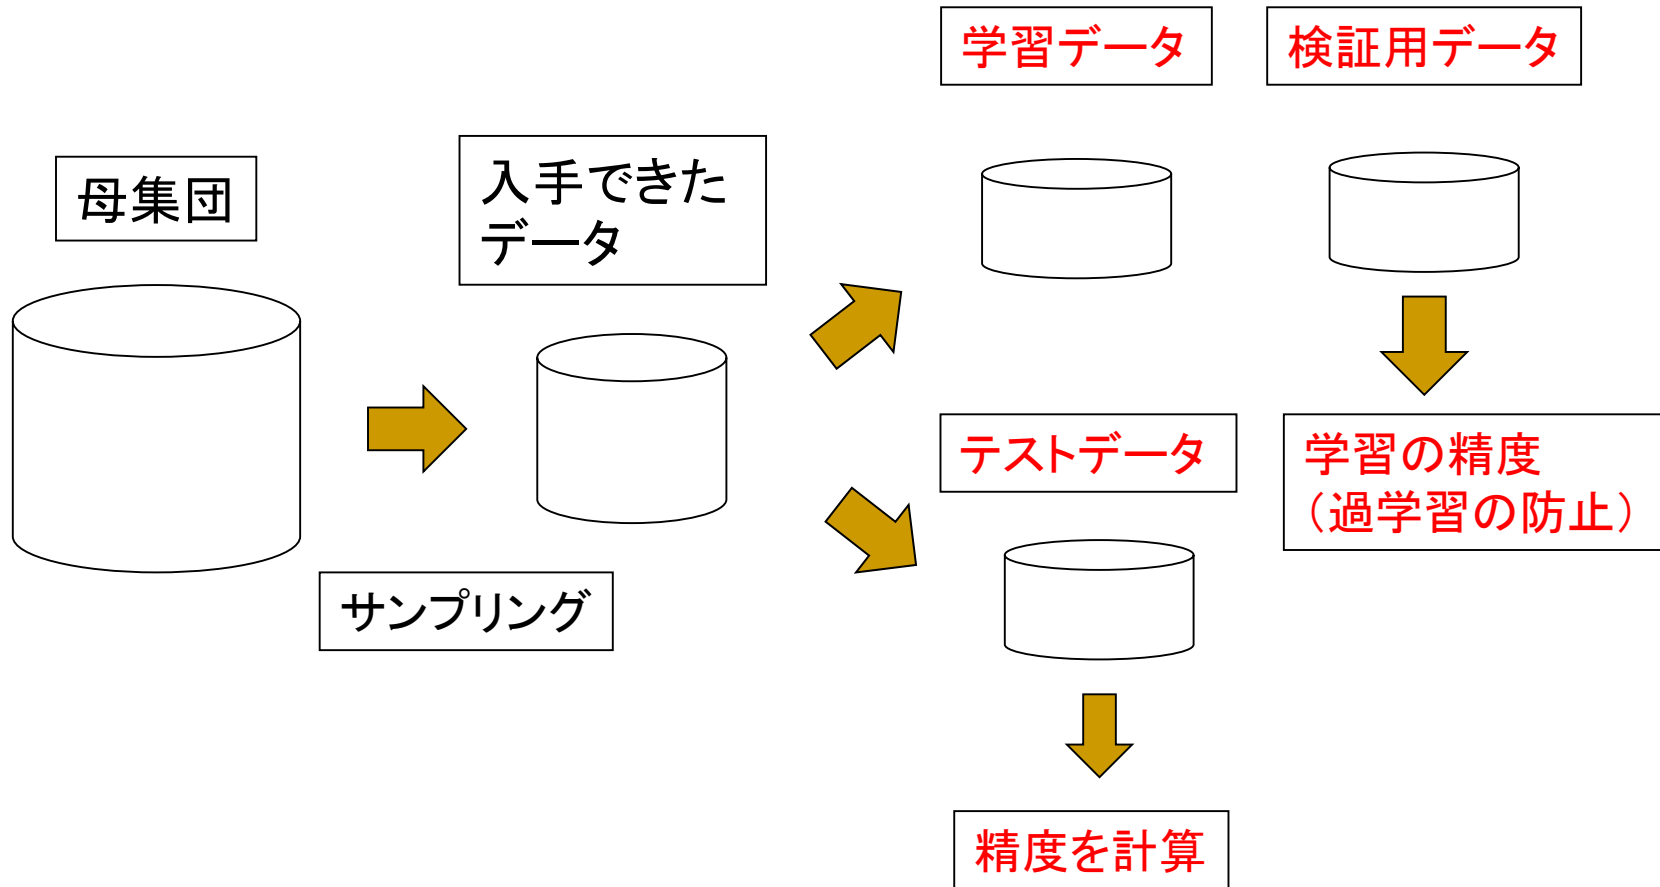 母集団
入手できた
データ
サンプリング
学習データ
検証用データ
テストデータ
学習の精度
（過学習の防止）
精度を計算